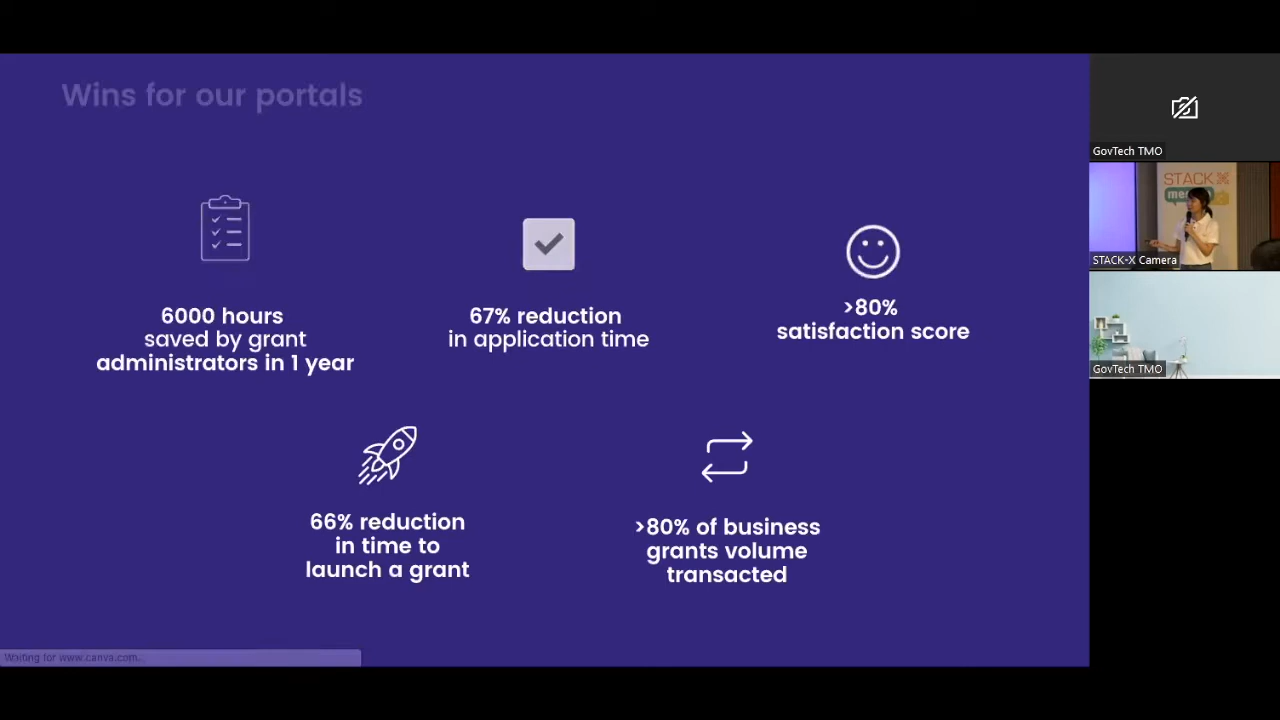 Wins for our portals
6000 hours
saved by grant
administrators in 1 year
67% reduction
in application time
>80%
satisfaction score
66% reduction
in time to
launch a grant
>80% of business
grants volume
transacted
Waiting for www.canva.com...
GovTech TMO
STACK
STACK-X Camera
GovTech TMO